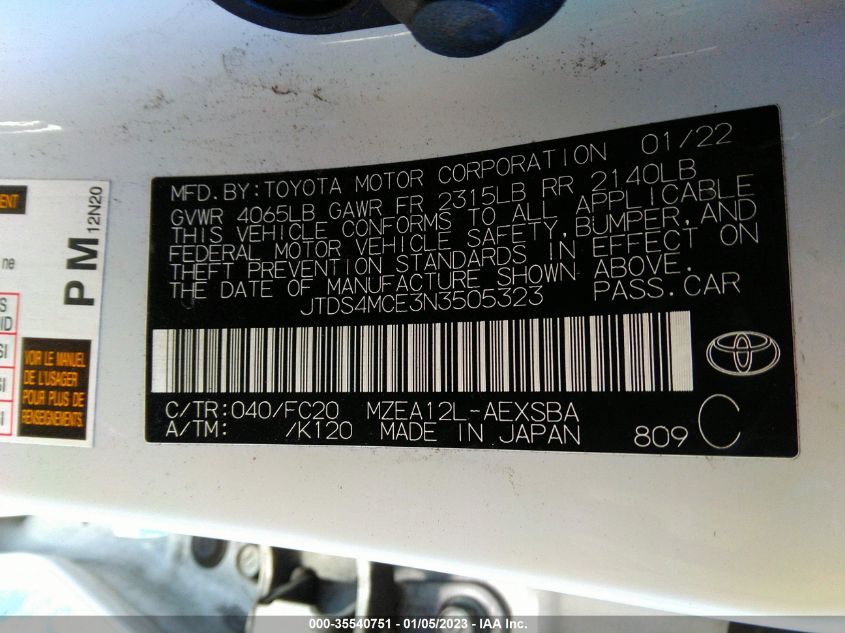 MFD.BY:TOYOTA MOTOR CORPORATION 01/22
GVWR 4065LB GAWR FR 2315LB RR 2140LB
THIS VEHICLE CONFORMS TO ALL APPLICABLE
FEDERAL MOTOR VEHICLE SAFETY,BUMPER,AND
THEFT PREVENTION STANDARDS IN EFFECT ON
THE DATE OF MANUFACTURE SHOWN ABOVE.
JTDS4MCE3N3505323 PASS.CAR
C/TR:040/FC20 MZEA12L-AEXSBA
A/TM: /K120 MADE IN JAPAN 809 C
PM 12N20
ne
VOIR LE MANUEL
DE L'USAGER
POUR PLUS DE
RENSEIGNEMENTS
000-35540751 — 01/05/2023 — IAA Inc.